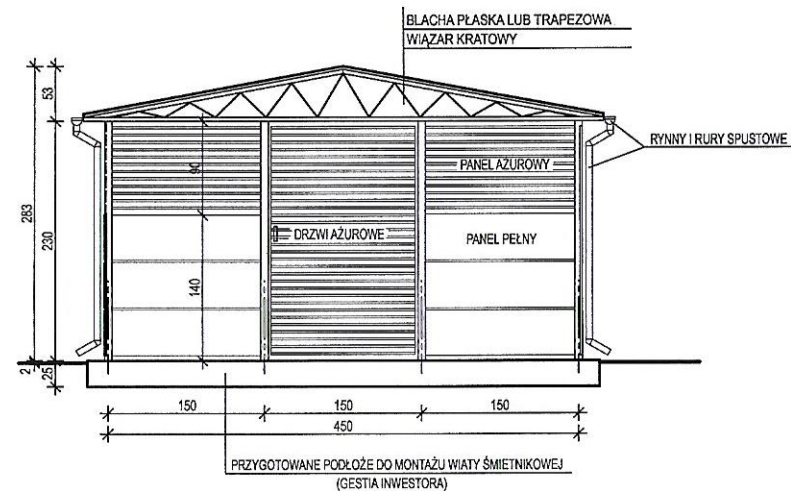 BLACHA PŁASKA LUB TRAPEZOWA
WIĄZAR KRATOWY
53
RYNNY I RURY SPUSTOWE
PANEL AŻUROWY
90
283
230
DRZWI AŻUROWE
PANEL PEŁNY
140
2
25
150
150
150
450
PRZYGOTOWANE PODŁOŻE DO MONTAŻU WIATY ŚMIETNIKOWEJ
(GESTIA INWESTORA)